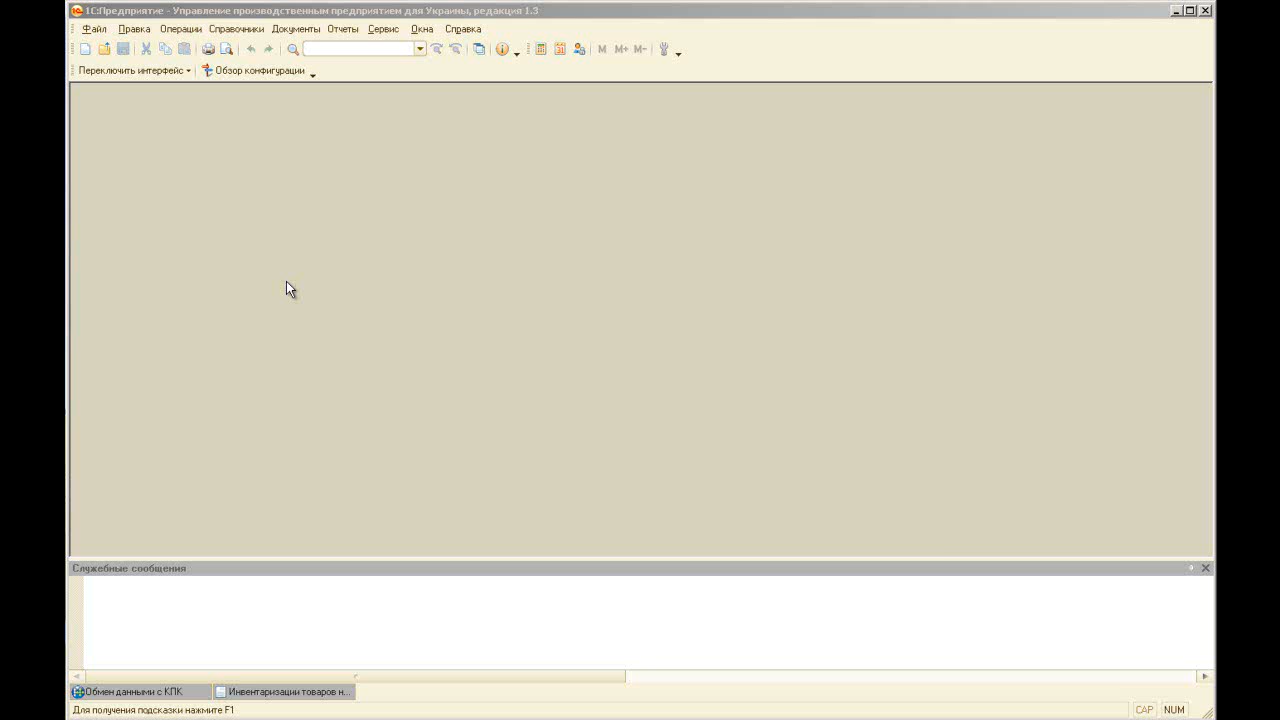 1С:Предприятие - Управление производственным предприятием для Украины, редакция 1.3
Файл Правка Операции Справочники Документы Отчеты Сервис Окна Справка
M M+ M-
Переключить интерфейс Обзор конфигурации
Служебные сообщения
Обмен данными с КПК Инвентаризации товаров н...
Для получения подсказки нажмите F1 CAP NUM